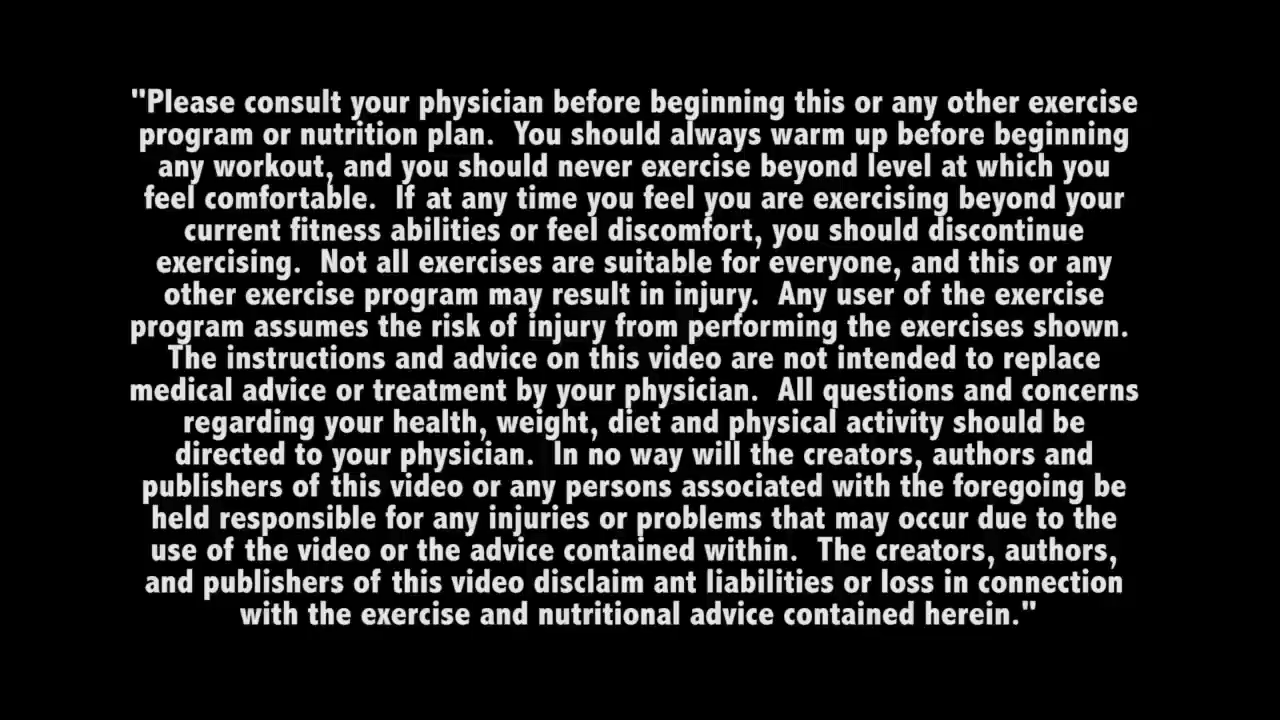 "Please consult your physician before beginning this or any other exercise
program or nutrition plan.  You should always warm up before beginning
any workout, and you should never exercise beyond level at which you
feel comfortable.  If at any time you feel you are exercising beyond your
current fitness abilities or feel discomfort, you should discontinue
exercising.  Not all exercises are suitable for everyone, and this or any
other exercise program may result in injury.  Any user of the exercise
program assumes the risk of injury from performing the exercises shown.
The instructions and advice on this video are not intended to replace
medical advice or treatment by your physician.  All questions and concerns
regarding your health, weight, diet and physical activity should be
directed to your physician.  In no way will the creators, authors and
publishers of this video or any persons associated with the foregoing be
held responsible for any injuries or problems that may occur due to the
use of the video or the advice contained within.  The creators, authors,
and publishers of this video disclaim ant liabilities or loss in connection
with the exercise and nutritional advice contained herein."